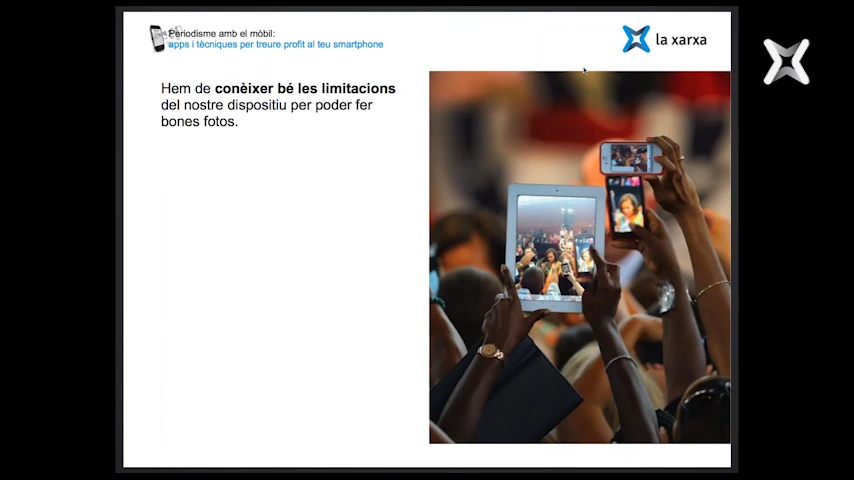 Periodisme amb el mòbil:
apps i tècniques per treure profit al teu smartphone
la xarxa
Hem de conèixer bé les limitacions
del nostre dispositiu per poder fer
bones fotos.